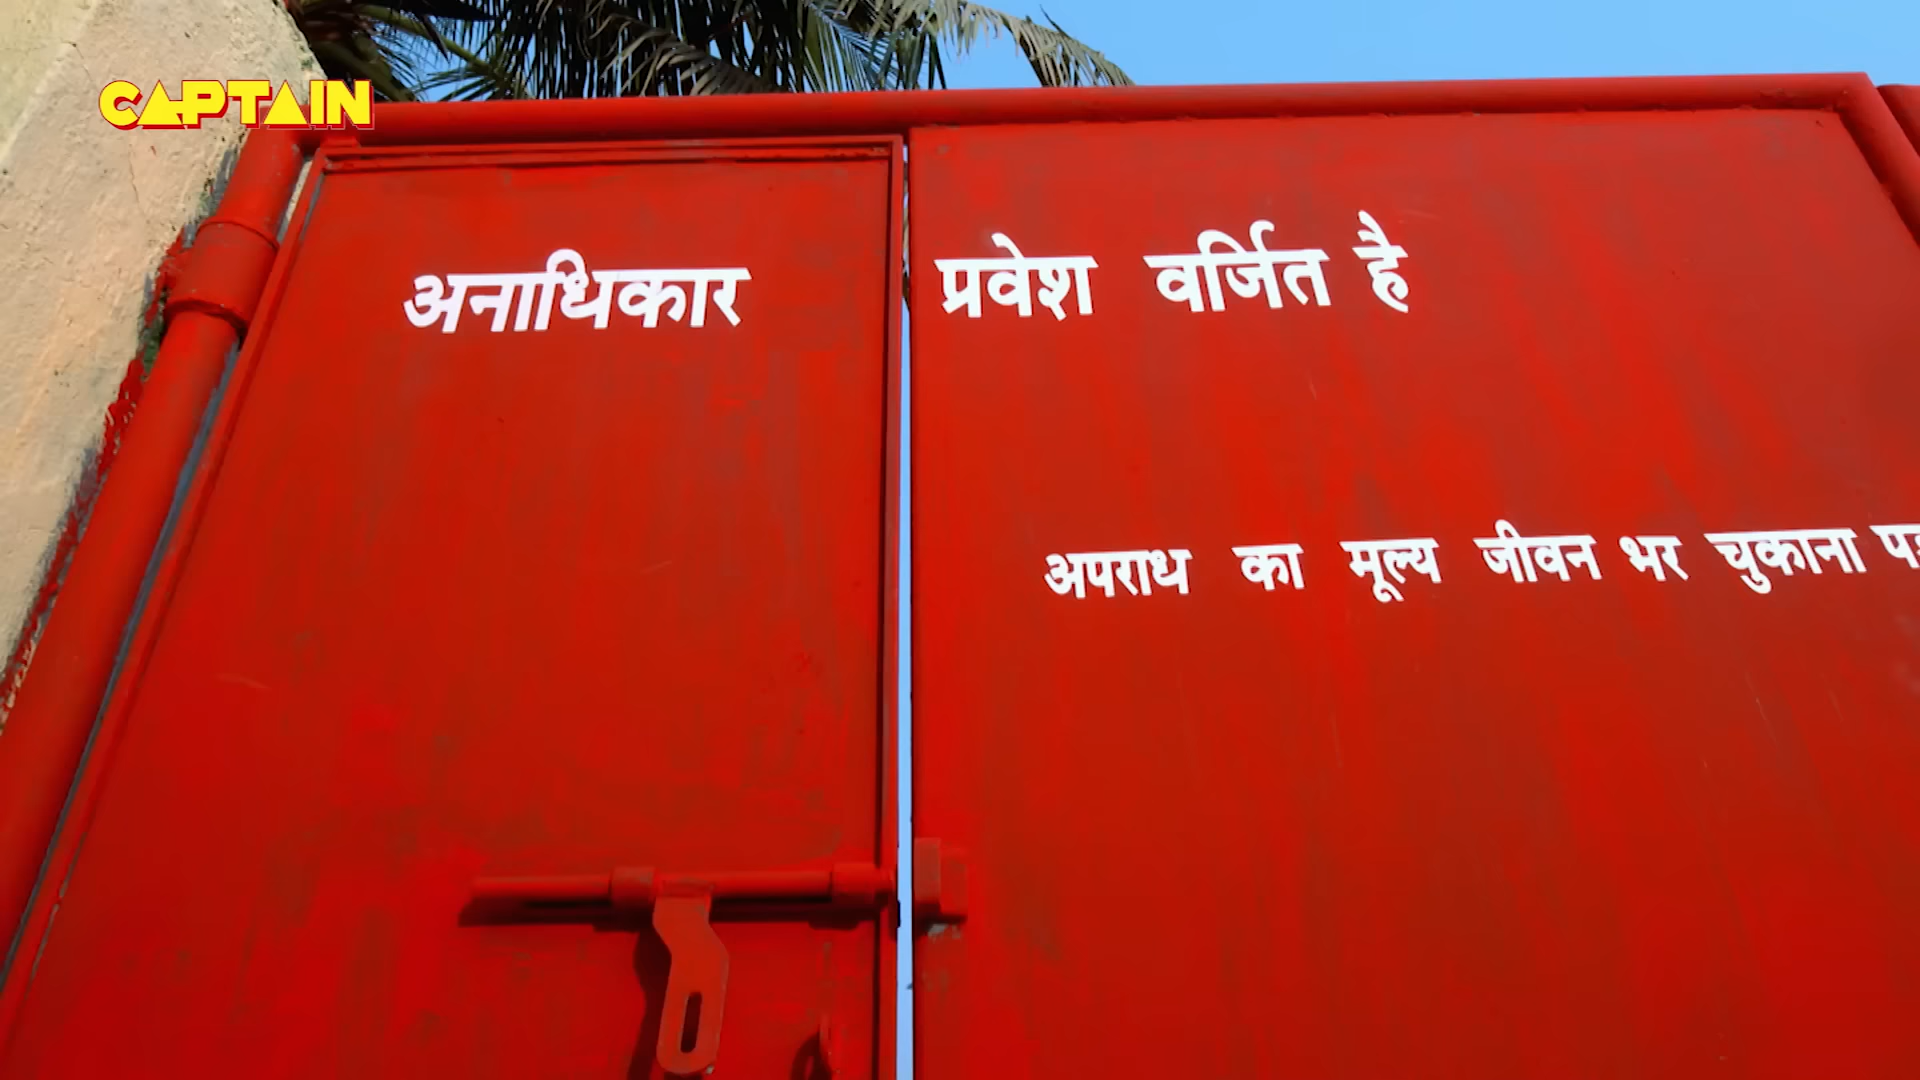 CAPTAIN
अनाधिकार प्रवेश वर्जित है
अपराध का मूल्य जीवन भर चुकाना